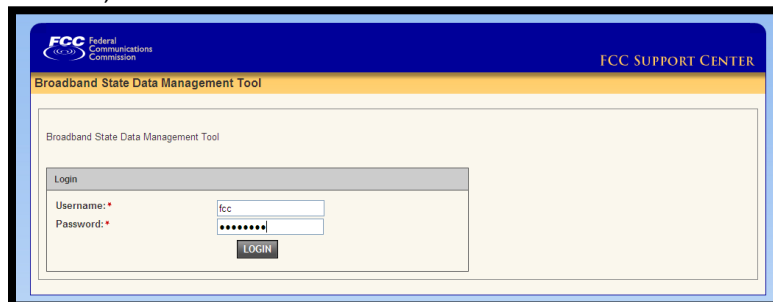 FCC Federal
Communications
Commission
FCC SUPPORT CENTER
Broadband State Data Management Tool
Broadband State Data Management Tool
Login
Username:*
fcc
Password:*
••••••••
LOGIN